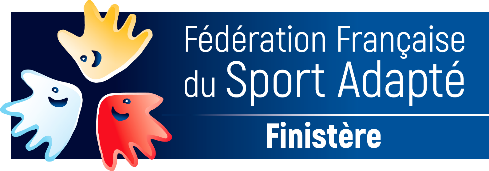 Fédération Française
du Sport Adapté
Finistère